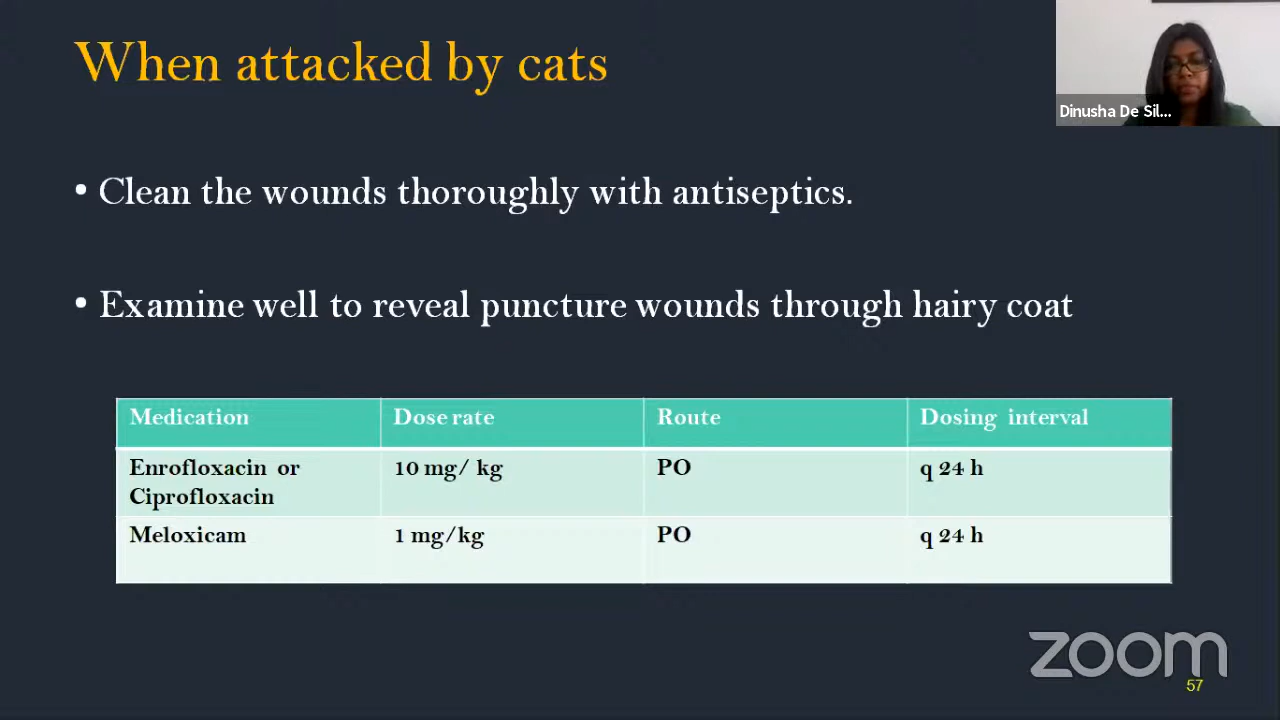 When attacked by cats
Dinusha De Sil...
• Clean the wounds thoroughly with antiseptics.
• Examine well to reveal puncture wounds through hairy coat
Medication Dose rate Route Dosing interval
Enrofloxacin or
Ciprofloxacin 10 mg/ kg PO q 24 h
Meloxicam 1 mg/kg PO q 24 h
zoom
57